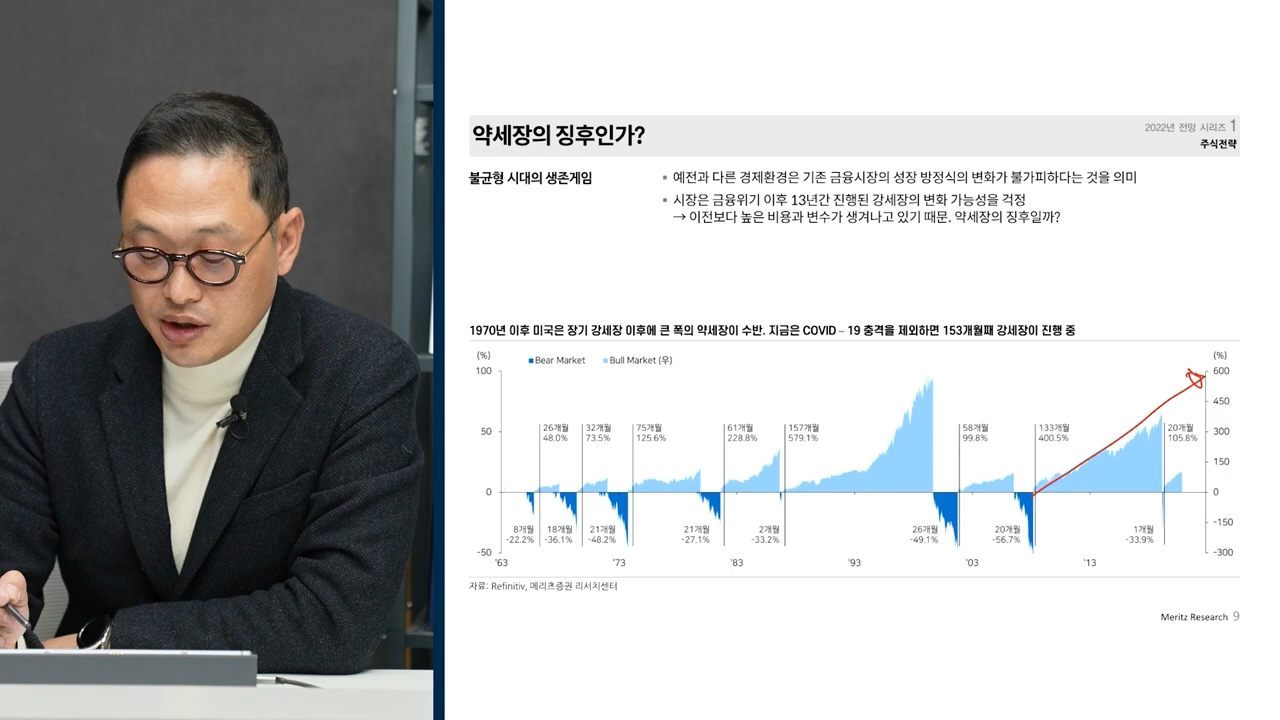 약세장의 징후인가?
2022년 전망 시리즈 1
주식전략
불균형 시대의 생존게임
▪ 예전과 다른 경제환경은 기존 금융시장의 성장 방정식의 변화가 불가피하다는 것을 의미
▪ 시장은 금융위기 이후 13년간 진행된 강세장의 변화 가능성을 걱정
→ 이전보다 높은 비용과 변수가 생겨나고 있기 때문. 약세장의 징후일까?
1970년 이후 미국은 장기 강세장 이후에 큰 폭의 약세장이 수반. 지금은 COVID – 19 충격을 제외하면 153개월째 강세장이 진행 중
(%)
■Bear Market ■Bull Market (우)
(%)
100
50
0
-50
600
450
300
150
0
-150
-300
26개월
48.0%
32개월
73.5%
75개월
125.6%
61개월
228.8%
157개월
579.1%
58개월
99.8%
133개월
400.5%
20개월
105.8%
8개월
-22.2%
18개월
-36.1%
21개월
-48.2%
21개월
-27.1%
2개월
-33.2%
26개월
-49.1%
20개월
-56.7%
1개월
-33.9%
'63 '73 '83 '93 '03 '13
자료: Refinitiv, 메리츠증권 리서치센터
Meritz Research 9